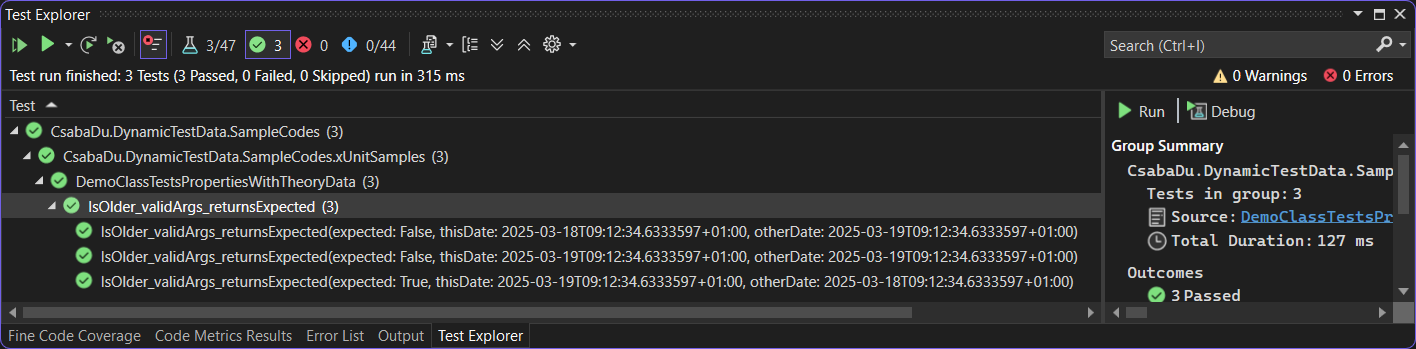 Test Explorer
3/47 3 0 0/44 Search (Ctrl+I)
Test run finished: 3 Tests (3 Passed, 0 Failed, 0 Skipped) run in 315 ms 0 Warnings 0 Errors
Test
CsabaDu.DynamicTestData.SampleCodes (3)
CsabaDu.DynamicTestData.SampleCodes.xUnitSamples (3)
DemoClassTestsPropertiesWithTheoryData (3)
IsOlder_validArgs_returnsExpected (3)
IsOlder_validArgs_returnsExpected(expected: False, thisDate: 2025-03-18T09:12:34.6333597+01:00, otherDate: 2025-03-19T09:12:34.6333597+01:00)
IsOlder_validArgs_returnsExpected(expected: False, thisDate: 2025-03-18T09:12:34.6333597+01:00, otherDate: 2025-03-18T09:12:34.6333597+01:00)
IsOlder_validArgs_returnsExpected(expected: True, thisDate: 2025-03-19T09:12:34.6333597+01:00, otherDate: 2025-03-18T09:12:34.6333597+01:00)
Run Debug
Group Summary
CsabaDu.DynamicTestData.Samp
Tests in group: 3
Source: DemoClassTestsPr
Total Duration: 127 ms
Outcomes
3 Passed
Fine Code Coverage Code Metrics Results Error List Output Test Explorer